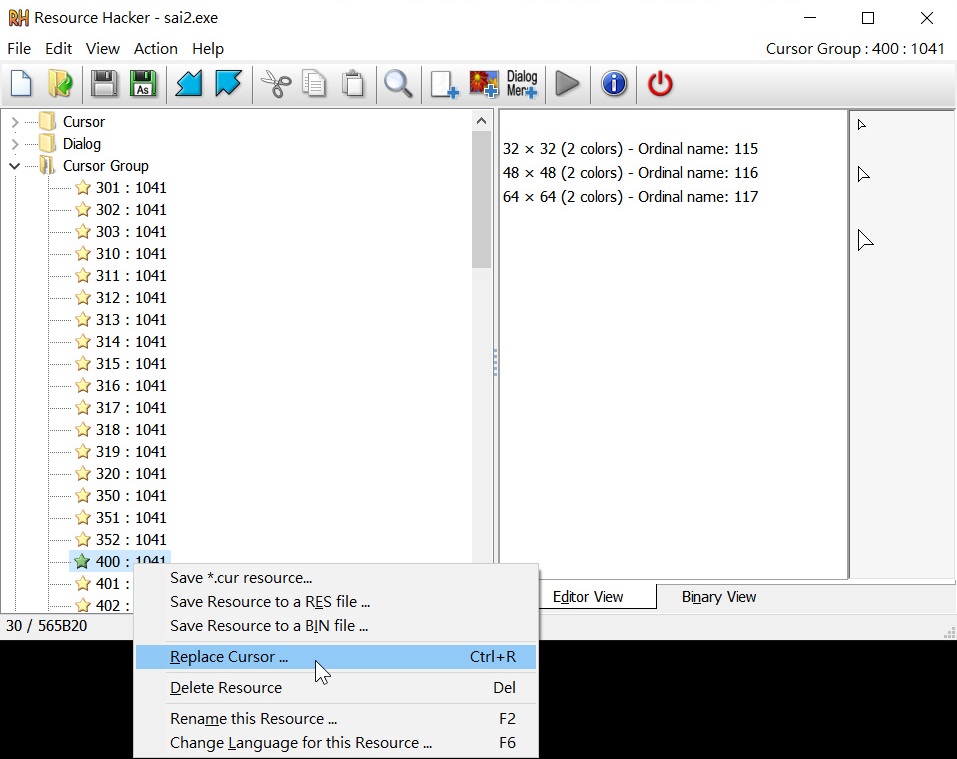 Resource Hacker - sai2.exe
File Edit View Action Help
Cursor Group : 400 : 1041
As
Dialog
Cursor
Dialog
Cursor Group
301 : 1041
302 : 1041
303 : 1041
310 : 1041
311 : 1041
312 : 1041
313 : 1041
314 : 1041
315 : 1041
316 : 1041
317 : 1041
318 : 1041
319 : 1041
320 : 1041
350 : 1041
351 : 1041
352 : 1041
400 : 1041
401 :
402 :
32 × 32 (2 colors) - Ordinal name: 115
48 × 48 (2 colors) - Ordinal name: 116
64 × 64 (2 colors) - Ordinal name: 117
Editor View
Binary View
30 / 565B20
Save *.cur resource...
Save Resource to a RES file ...
Save Resource to a BIN file ...
Replace Cursor ... Ctrl+R
Delete Resource Del
Rename this Resource ... F2
Change Language for this Resource ... F6